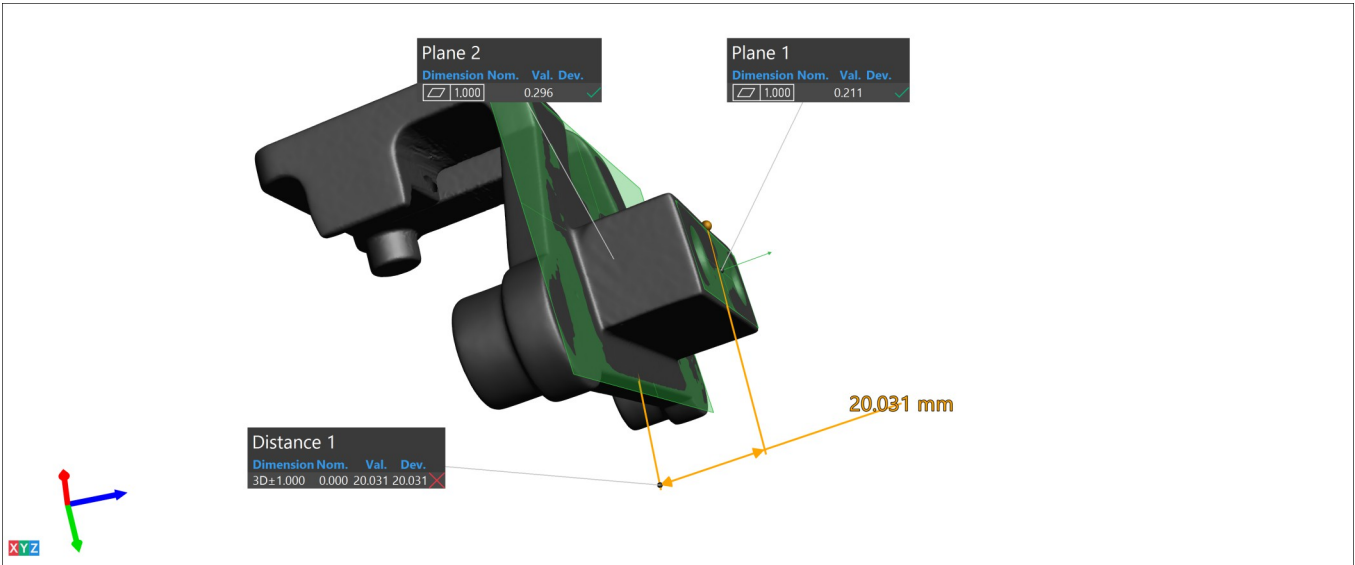 Plane 2
Dimension Nom. Val. Dev.
1.000 0.296
Plane 1
Dimension Nom. Val. Dev.
1.000 0.211
20.031 mm
Distance 1
Dimension Nom. Val. Dev.
3D±1.000 0.000 20.031 20.031
XYZ